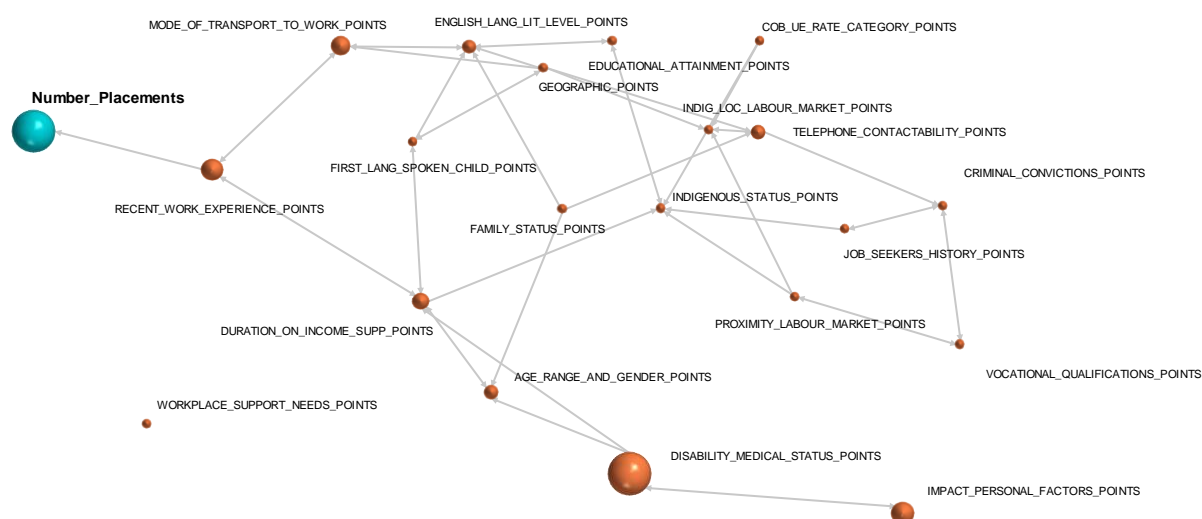 MODE_OF_TRANSPORT_TO_WORK_POINTS
ENGLISH_LANG_LIT_LEVEL_POINTS
COB_UE_RATE_CATEGORY_POINTS
EDUCATIONAL_ATTAINMENT_POINTS
GEOGRAPHIC_POINTS
Number_Placements
INDIG_LOC_LABOUR_MARKET_POINTS
TELEPHONE_CONTACTABILITY_POINTS
FIRST_LANG_SPOKEN_CHILD_POINTS
CRIMINAL_CONVICTIONS_POINTS
RECENT_WORK_EXPERIENCE_POINTS
INDIGENOUS_STATUS_POINTS
FAMILY_STATUS_POINTS
JOB_SEEKERS_HISTORY_POINTS
DURATION_ON_INCOME_SUPP_POINTS
PROXIMITY_LABOUR_MARKET_POINTS
AGE_RANGE_AND_GENDER_POINTS
VOCATIONAL_QUALIFICATIONS_POINTS
WORKPLACE_SUPPORT_NEEDS_POINTS
DISABILITY_MEDICAL_STATUS_POINTS
IMPACT_PERSONAL_FACTORS_POINTS